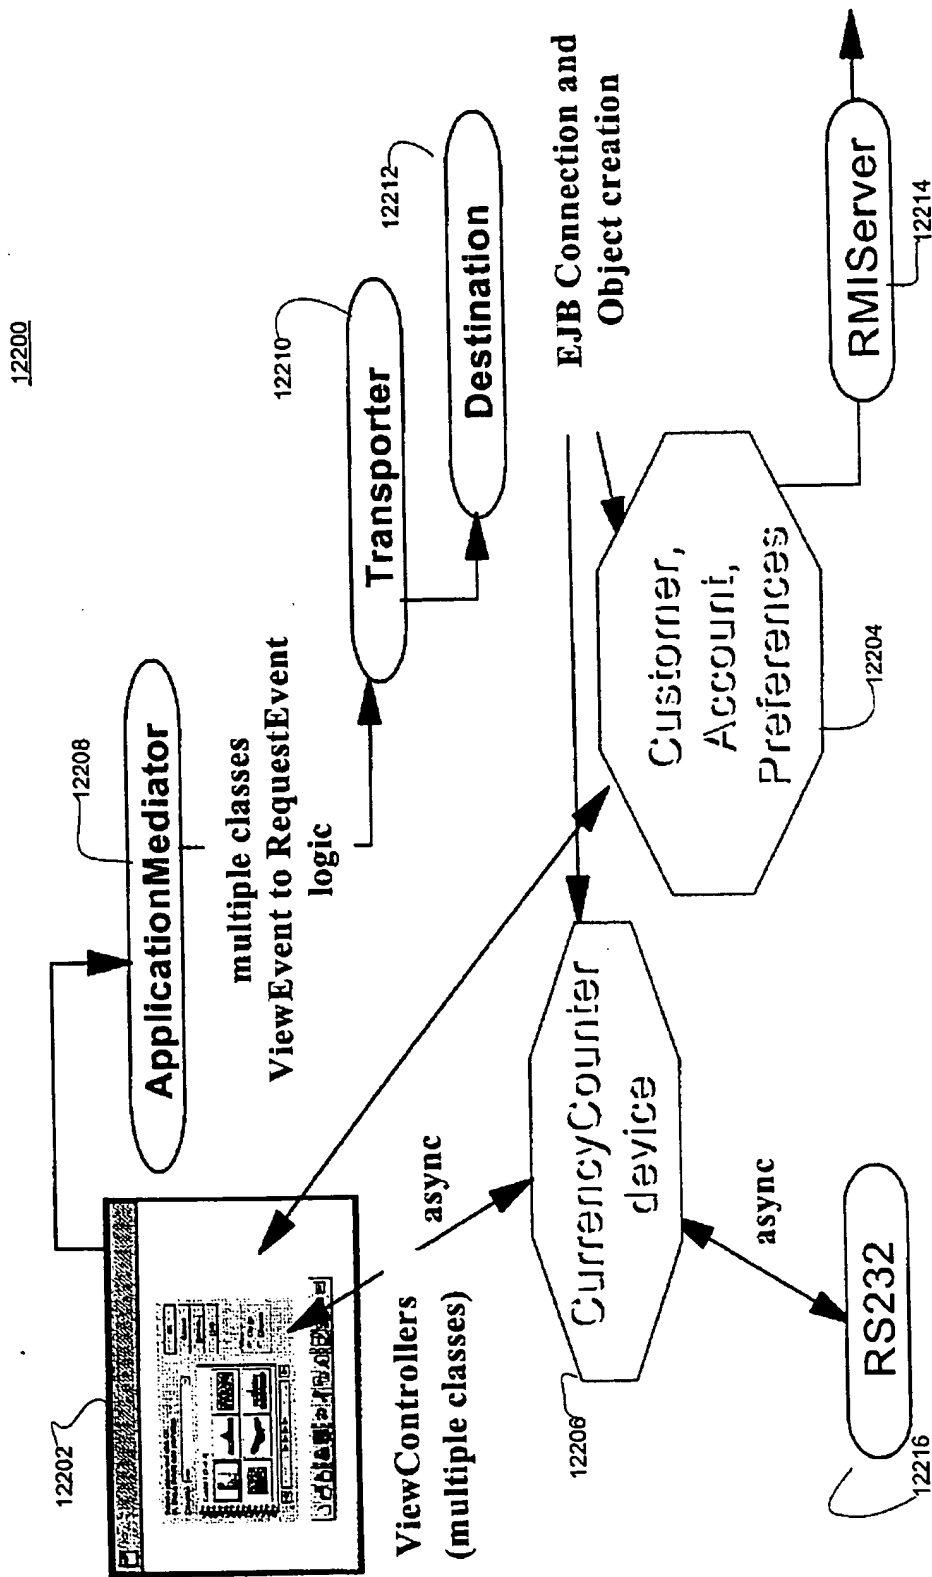 12200
12202
12208
ApplicationMediator
multiple classes
ViewEvent to RequestEvent
logic
12210
Transporter
12212
Destination
ViewControllers
(multiple classes)
async
EJB Connection and
Object creation
12206
CurrencyCounter
device
Customer,
Account,
Preferences
12204
async
RS232
12216
RMIServer
12214